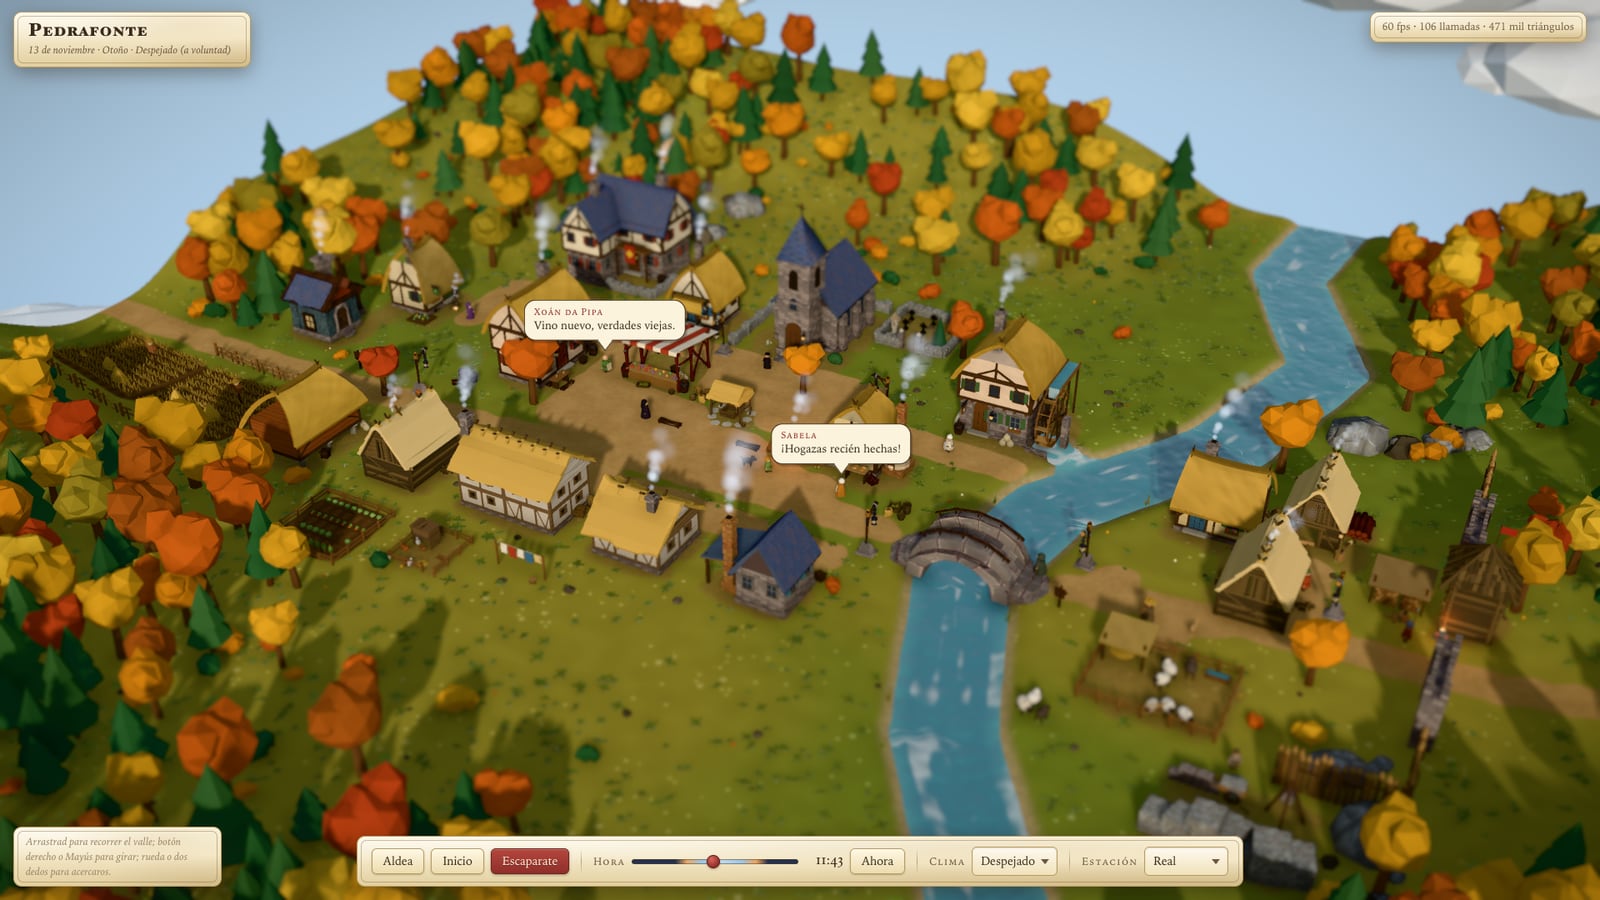 Pedrafonte
13 de noviembre · Otoño · Despejado (a voluntad)
60 fps · 106 llamadas · 471 mil triángulos
Xoán da Pipa
Vino nuevo, verdades viejas.
Sabela
¡Hogazas recién hechas!
Arrastrad para recorrer el valle; botón
derecho o Mayús para girar; rueda o dos
dedos para acercaros.
Aldea Inicio Escaparate Hora 11:43 Ahora Clima Despejado Estación Real